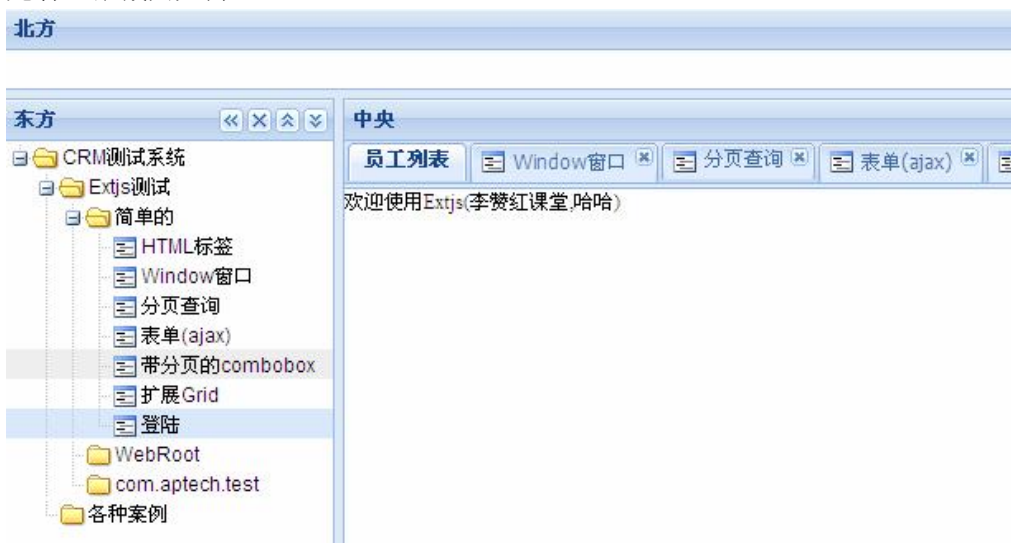 北方
东方
中央
员工列表 Window窗口 分页查询 表单(ajax)
欢迎使用Extjs(李赞红课堂,哈哈)
CRM测试系统
Extjs测试
简单的
HTML标签
Window窗口
分页查询
表单(ajax)
带分页的combobox
扩展Grid
登陆
WebRoot
com.aptech.test
各种案例